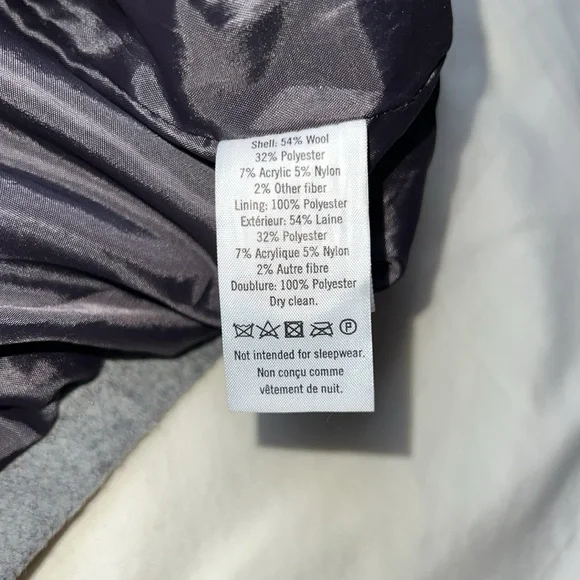 Shell: 54% Wool
32% Polyester
7% Acrylic 5% Nylon
2% Other fiber
Lining: 100% Polyester
Extérieur: 54% Laine
32% Polyester
7% Acrylique 5% Nylon
2% Autre fibre
Doublure: 100% Polyester
Dry clean.
P
Not intended for sleepwear.
Non conçu comme
vêtement de nuit.